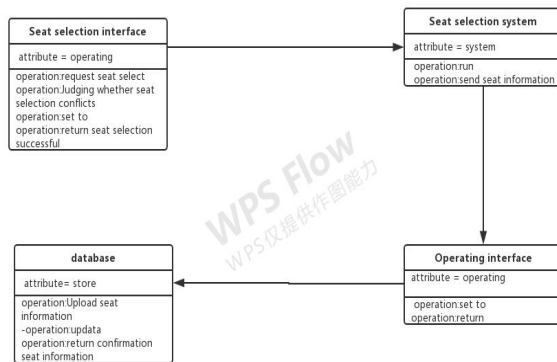 Seat selection interface
attribute = operating
operation:request seat select
operation:Judging whether seat
selection conflicts
operation:set to
operation:return seat selection
successful
Seat selection system
attribute = system
operation:run
operation:send seat information
WPS Flow
WPS仅提供作图能力
database
attribute= store
operation:Upload seat
information
-operation:updata
operation:return confirmation
seat information
Operating interface
attribute = operating
operation:set to
operation:return